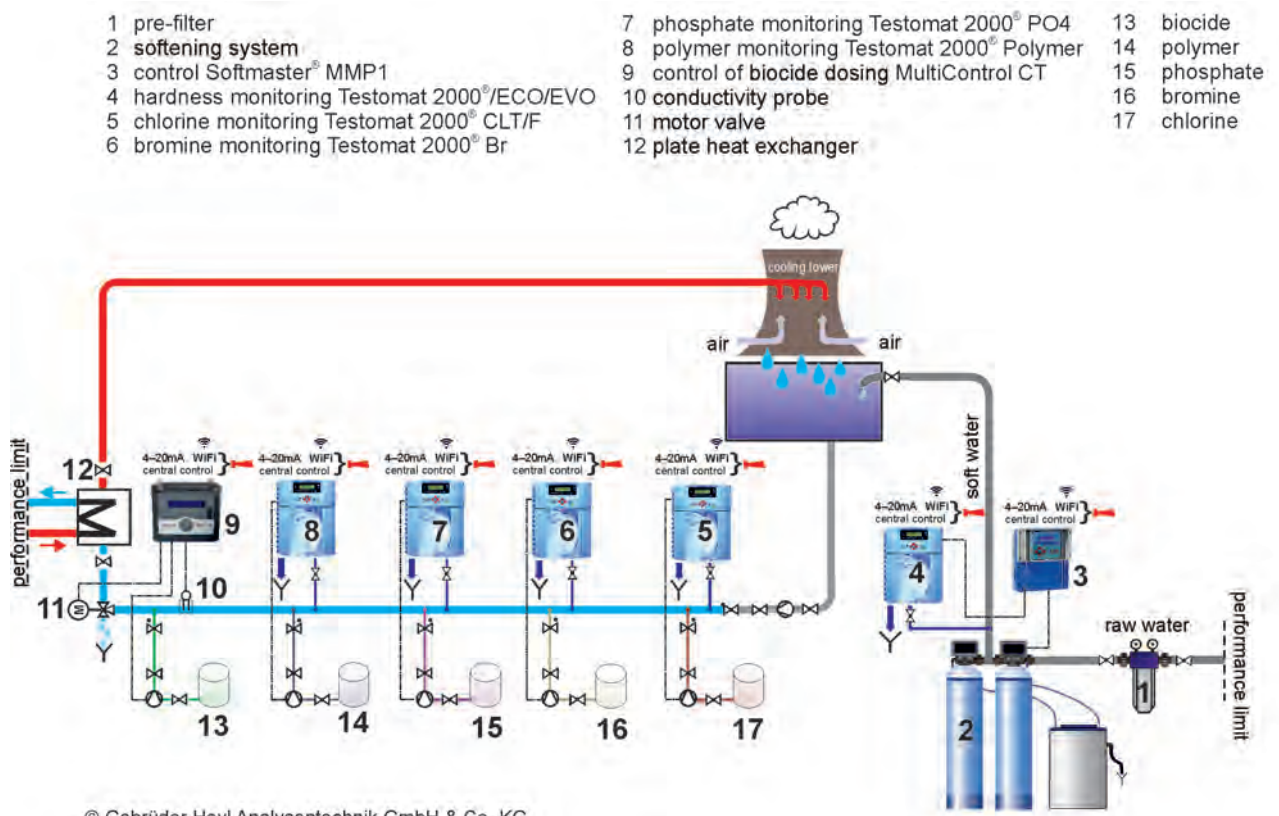 1 pre-filter
2 softening system
3 control Softmaster® MMP1
4 hardness monitoring Testomat 2000®/ECO/EVO
5 chlorine monitoring Testomat 2000® CLT/F
6 bromine monitoring Testomat 2000® Br
7 phosphate monitoring Testomat 2000® PO4
8 polymer monitoring Testomat 2000® Polymer
9 control of biocide dosing MultiControl CT
10 conductivity probe
11 motor valve
12 plate heat exchanger
13 biocide
14 polymer
15 phosphate
16 bromine
17 chlorine
cooling tower
air
air
performance limit
12
4–20mA WiFi
central control
9
4–20mA WiFi
central control
8
4–20mA WiFi
central control
7
4–20mA WiFi
central control
6
4–20mA WiFi
central control
5
soft water
4–20mA WiFi
central control
4
4–20mA WiFi
central control
3
10
11
M
raw water
performance limit
1
2
13
14
15
16
17